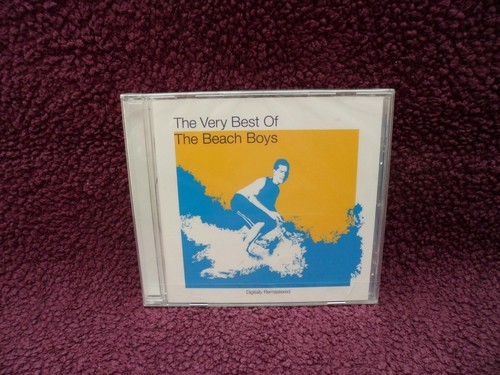 The Very Best Of
The Beach Boys
Digitally Remastered